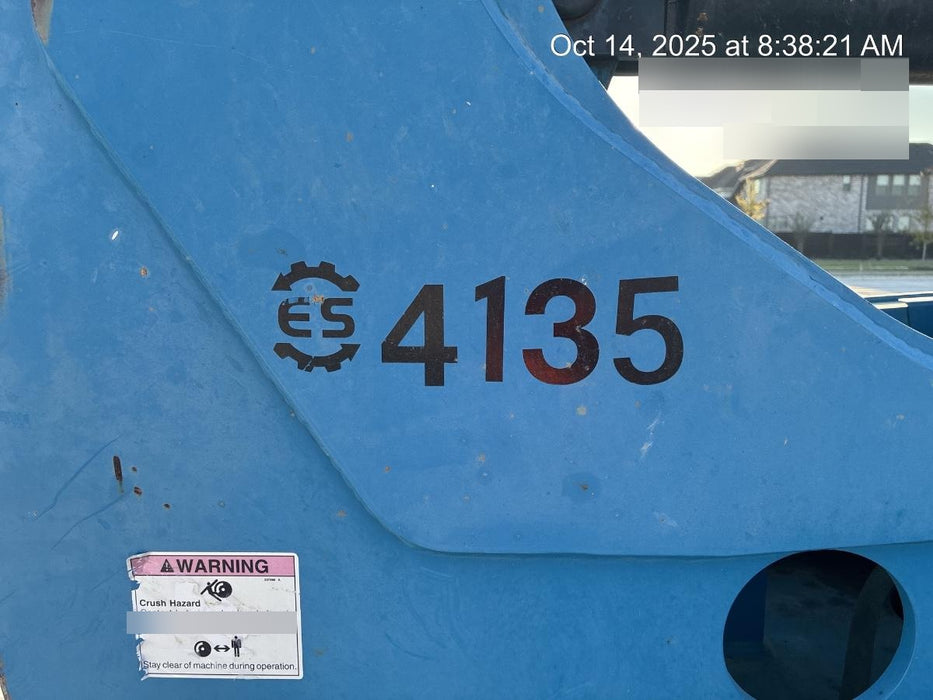 Oct 14, 2025 at 8:38:21 AM
ES 4135
WARNING
Crush Hazard
Stay clear of machine during operation.